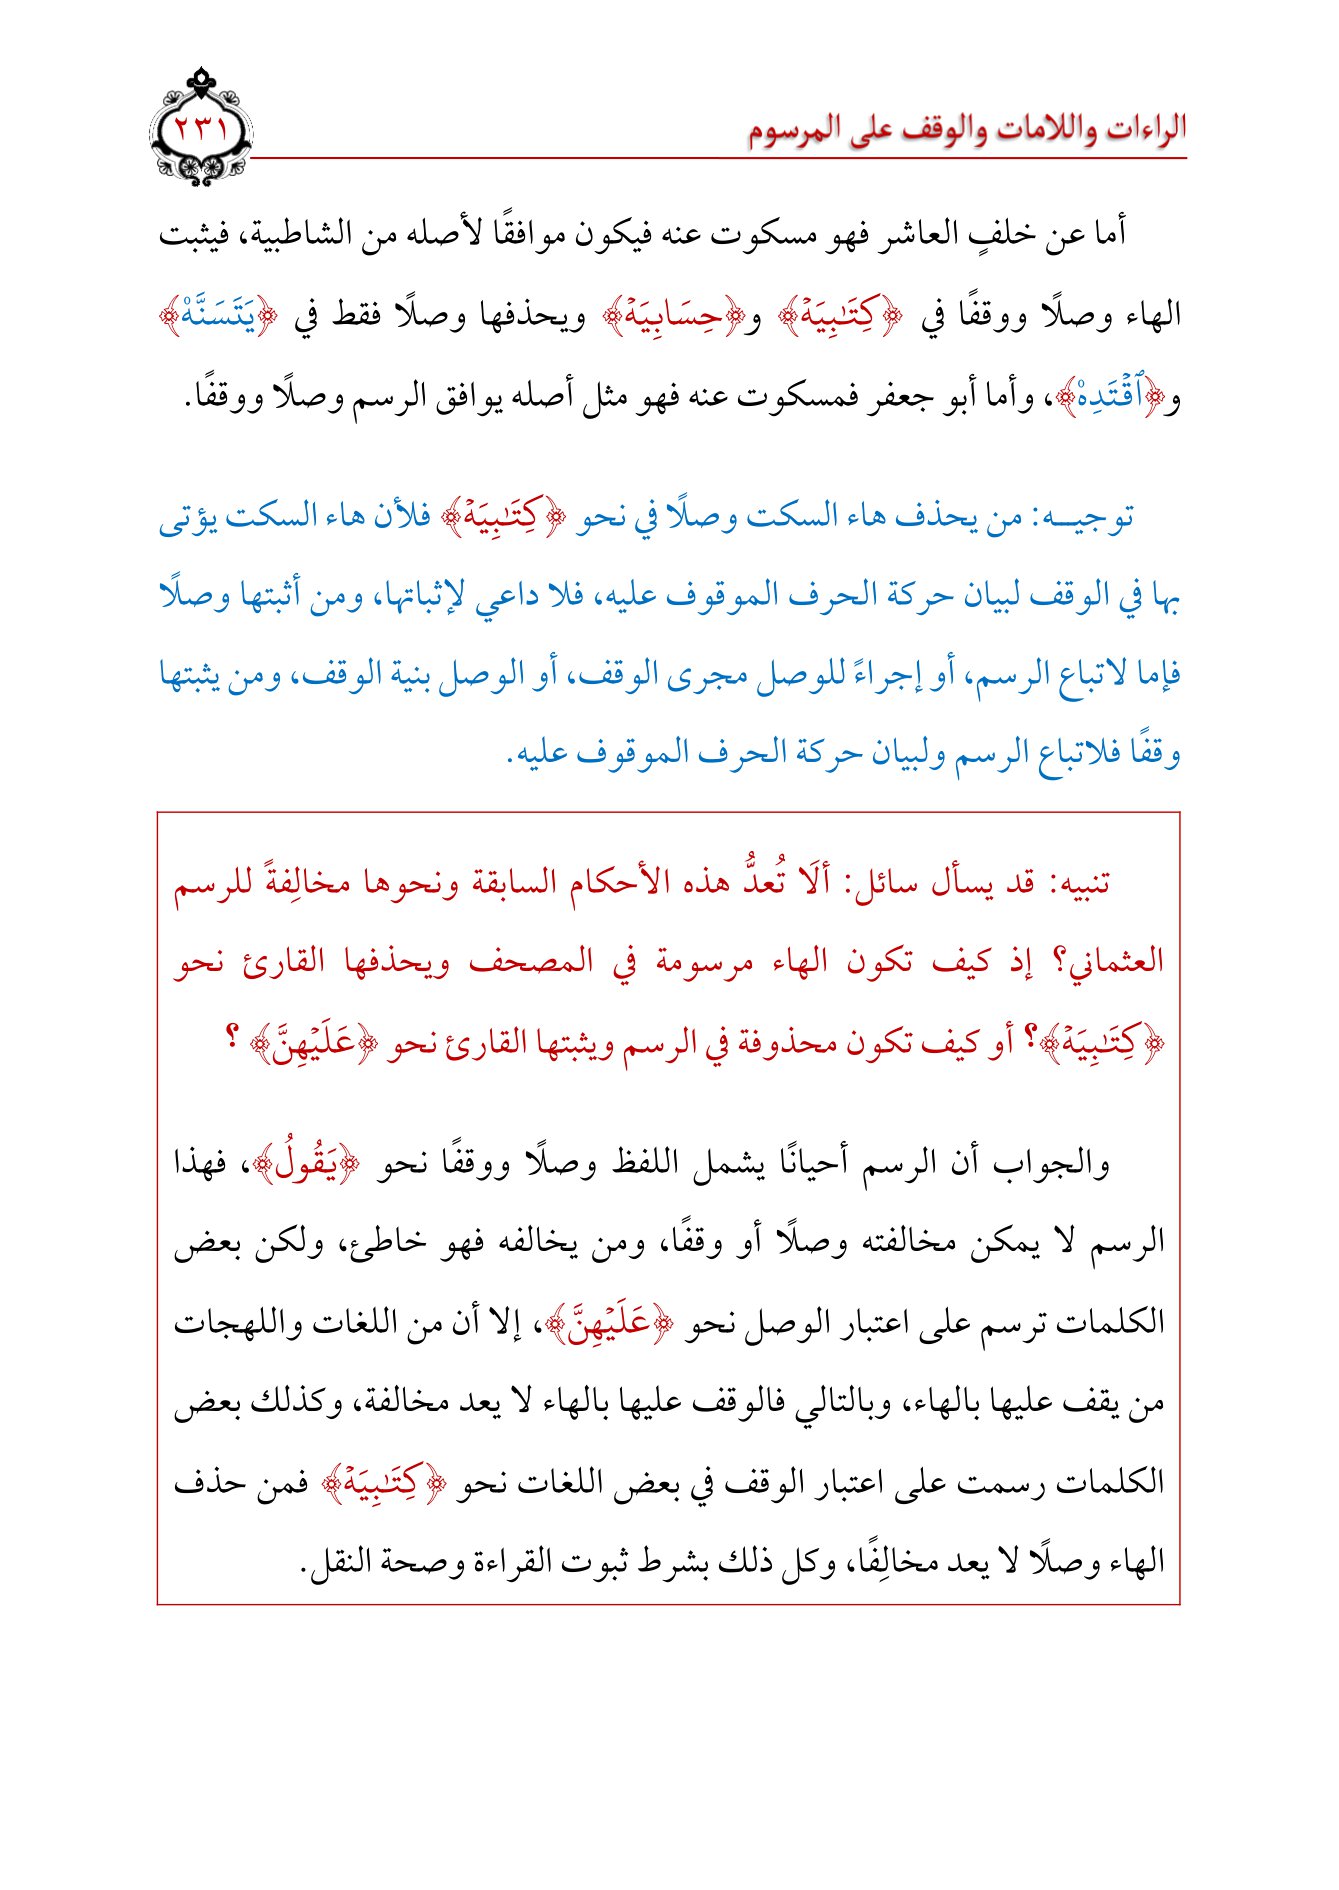 الراءات واللامات والوقف على المرسوم
٢٣١
أما عن خلفٍ العاشر فهو مسكوت عنه فيكون موافقًا لأصله من الشاطبية، فيثبت
الهاء وصلًا ووقفًا في ﴿كِتَٰبِيَهۡ﴾ و﴿حِسَابِيَهۡ﴾ ويحذفها وصلًا فقط في ﴿يَتَسَنَّهۡ﴾
و﴿ٱقۡتَدِهۡ﴾، وأما أبو جعفر فمسكوت عنه فهو مثل أصله يوافق الرسم وصلًا ووقفًا.
توجيـــه: من يحذف هاء السكت وصلًا في نحو ﴿كِتَٰبِيَهۡ﴾ فلأن هاء السكت يؤتى
بها في الوقف لبيان حركة الحرف الموقوف عليه، فلا داعي لإثباتها، ومن أثبتها وصلًا
فإما لاتباع الرسم، أو إجراءً للوصل مجرى الوقف، أو الوصل بنية الوقف، ومن يثبتها
وقفًا فلاتباع الرسم ولبيان حركة الحرف الموقوف عليه.
تنبيه: قد يسأل سائل: ألَا تُعدُّ هذه الأحكام السابقة ونحوها مخالِفةً للرسم
العثماني؟ إذ كيف تكون الهاء مرسومة في المصحف ويحذفها القارئ نحو
﴿كِتَٰبِيَهۡ﴾؟ أو كيف تكون محذوفة في الرسم ويثبتها القارئ نحو ﴿عَلَيۡهِنَّ﴾ ؟
والجواب أن الرسم أحيانًا يشمل اللفظ وصلًا ووقفًا نحو ﴿يَقُولُ﴾، فهذا
الرسم لا يمكن مخالفته وصلًا أو وقفًا، ومن يخالفه فهو خاطئ، ولكن بعض
الكلمات ترسم على اعتبار الوصل نحو ﴿عَلَيۡهِنَّ﴾، إلا أن من اللغات واللهجات
من يقف عليها بالهاء، وبالتالي فالوقف عليها بالهاء لا يعد مخالفة، وكذلك بعض
الكلمات رسمت على اعتبار الوقف في بعض اللغات نحو ﴿كِتَٰبِيَهۡ﴾ فمن حذف
الهاء وصلًا لا يعد مخالِفًا، وكل ذلك بشرط ثبوت القراءة وصحة النقل.